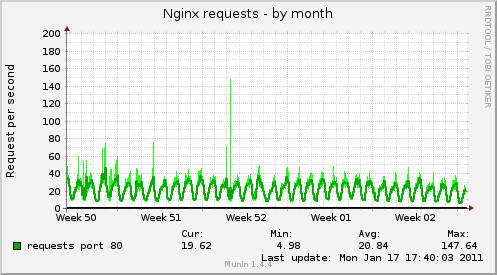 Nginx requests - by month
RRDTOOL / TOBI OETIKER
Request per second
200
180
160
140
120
100
80
60
40
20
0
Week 50 Week 51 Week 52 Week 01 Week 02
Cur: Min: Avg: Max:
requests port 80 19.62 4.98 20.84 147.64
Last update: Mon Jan 17 17:40:03 2011
Munin 1.4.4